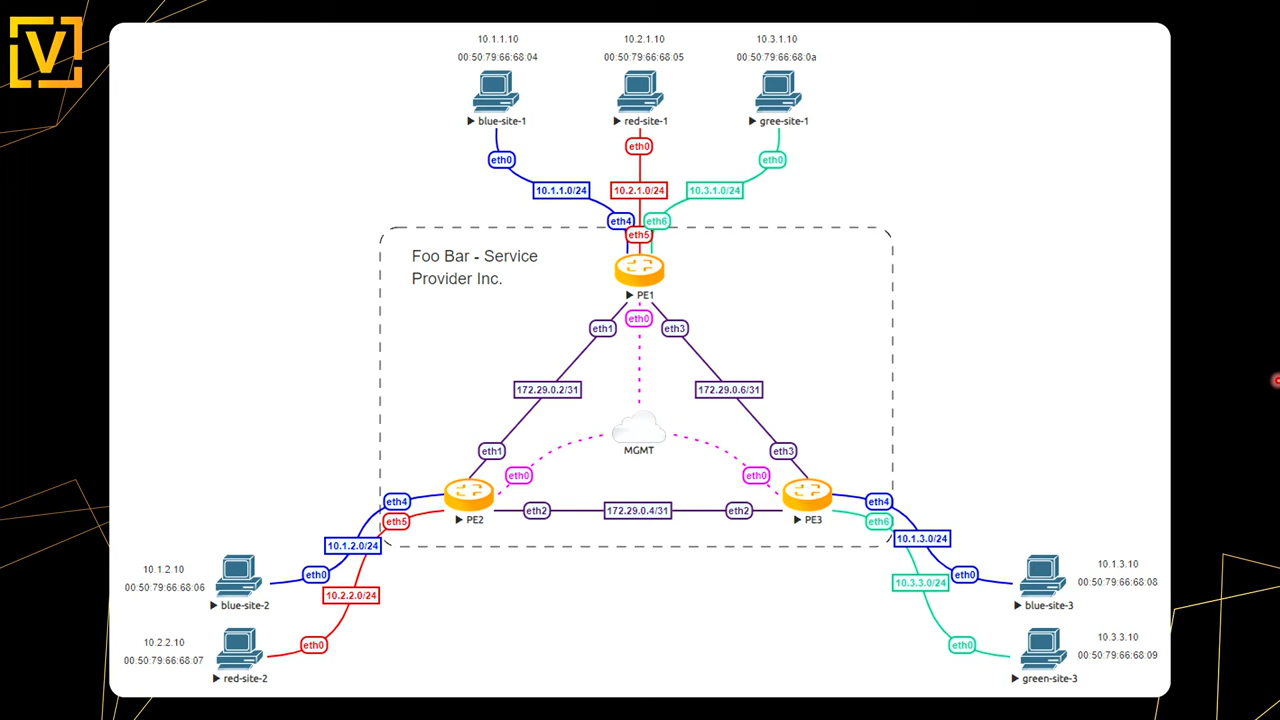 V
10.1.1.10
00:50:79:66:68:04
10.2.1.10
00:50:79:66:68:05
10.3.1.10
00:50:79:66:68:0a
blue-site-1
red-site-1
gree-site-1
eth0
eth0
eth0
10.1.1.0/24
10.2.1.0/24
10.3.1.0/24
eth4
eth5
eth6
Foo Bar - Service
Provider Inc.
PE1
eth1
eth0
eth3
172.29.0.2/31
172.29.0.6/31
MGMT
eth1
eth0
eth0
eth3
eth4
eth5
PE2
eth2
172.29.0.4/31
eth2
PE3
eth4
eth6
10.1.2.0/24
10.1.3.0/24
10.1.2.10
00:50:79:66:68:06
blue-site-2
eth0
10.2.2.0/24
10.3.3.0/24
eth0
10.1.3.10
00:50:79:66:68:08
blue-site-3
10.2.2.10
00:50:79:66:68:07
red-site-2
eth0
eth0
10.3.3.10
00:50:79:66:68:09
green-site-3